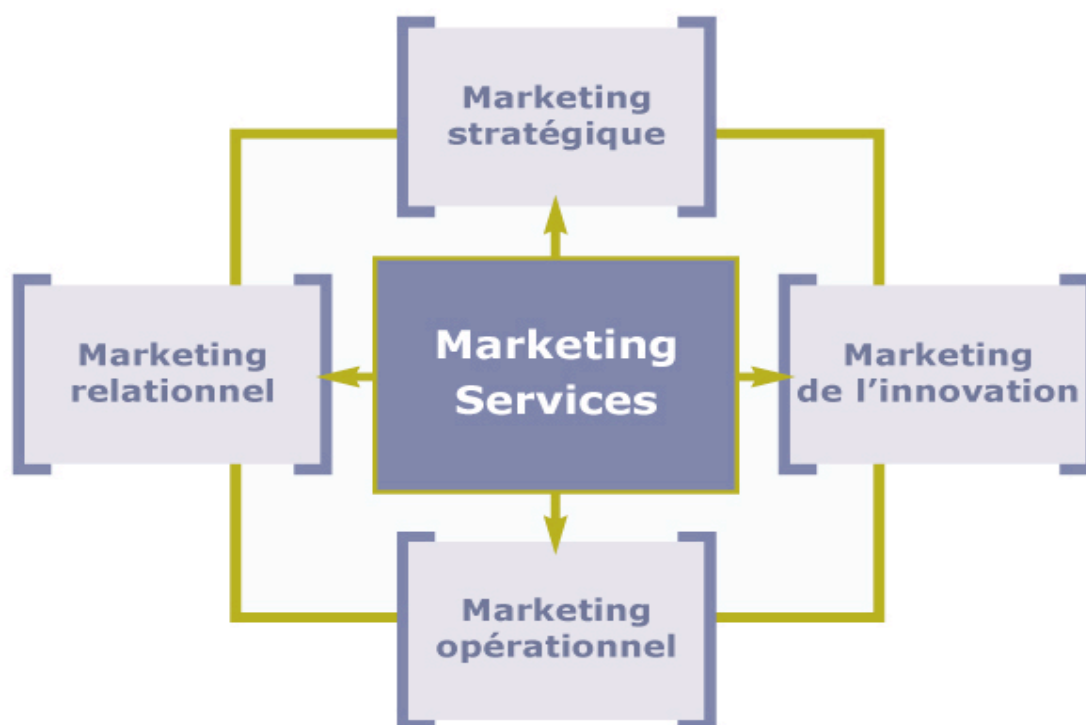 Marketing
stratégique
Marketing
relationnel
Marketing
Services
Marketing
de l’innovation
Marketing
opérationnel